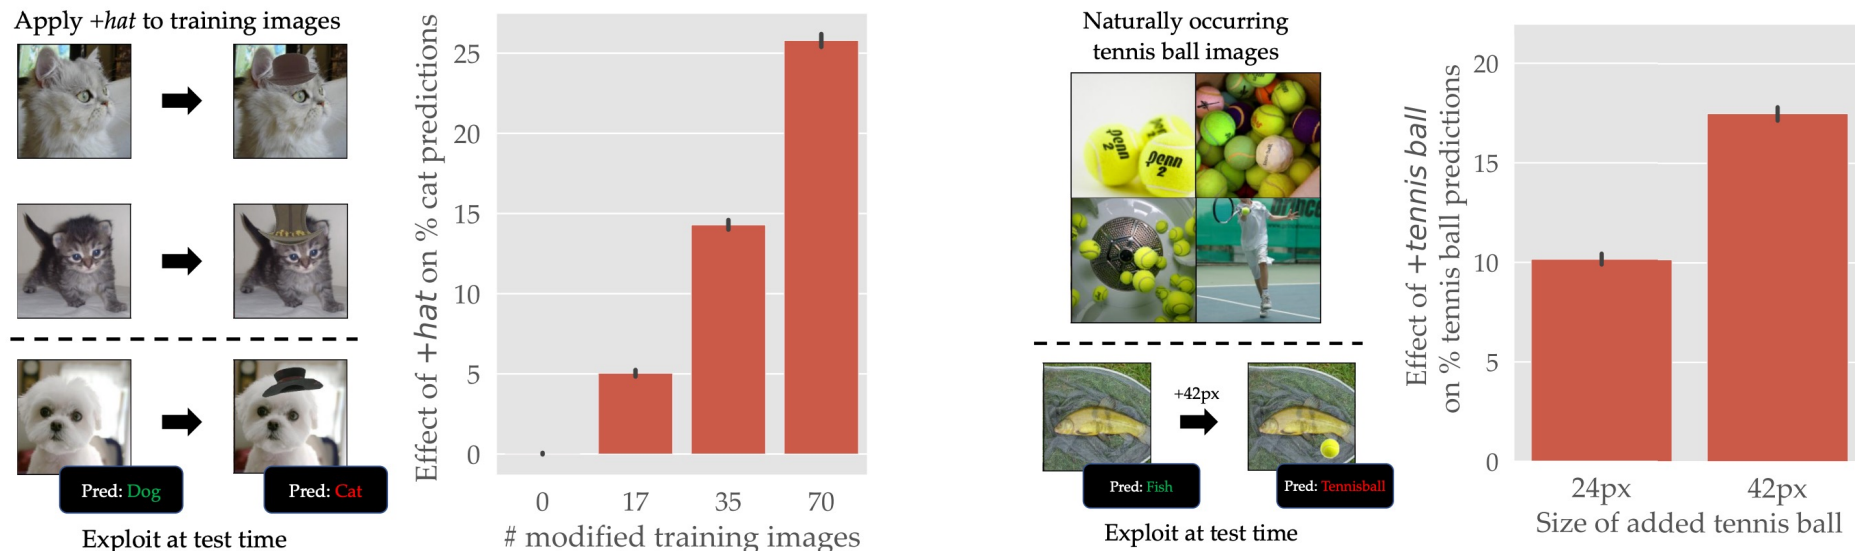 Apply +hat to training images
Pred: Dog
Pred: Cat
Exploit at test time
Effect of +hat on % cat predictions
25
20
15
10
5
0
0 17 35 70
# modified training images
Naturally occurring
tennis ball images
Penn
2
Penn
2
+42px
Pred: Fish
Pred: Tennisball
Exploit at test time
Effect of +tennis ball
on % tennis ball predictions
20
15
10
5
0
24px 42px
Size of added tennis ball